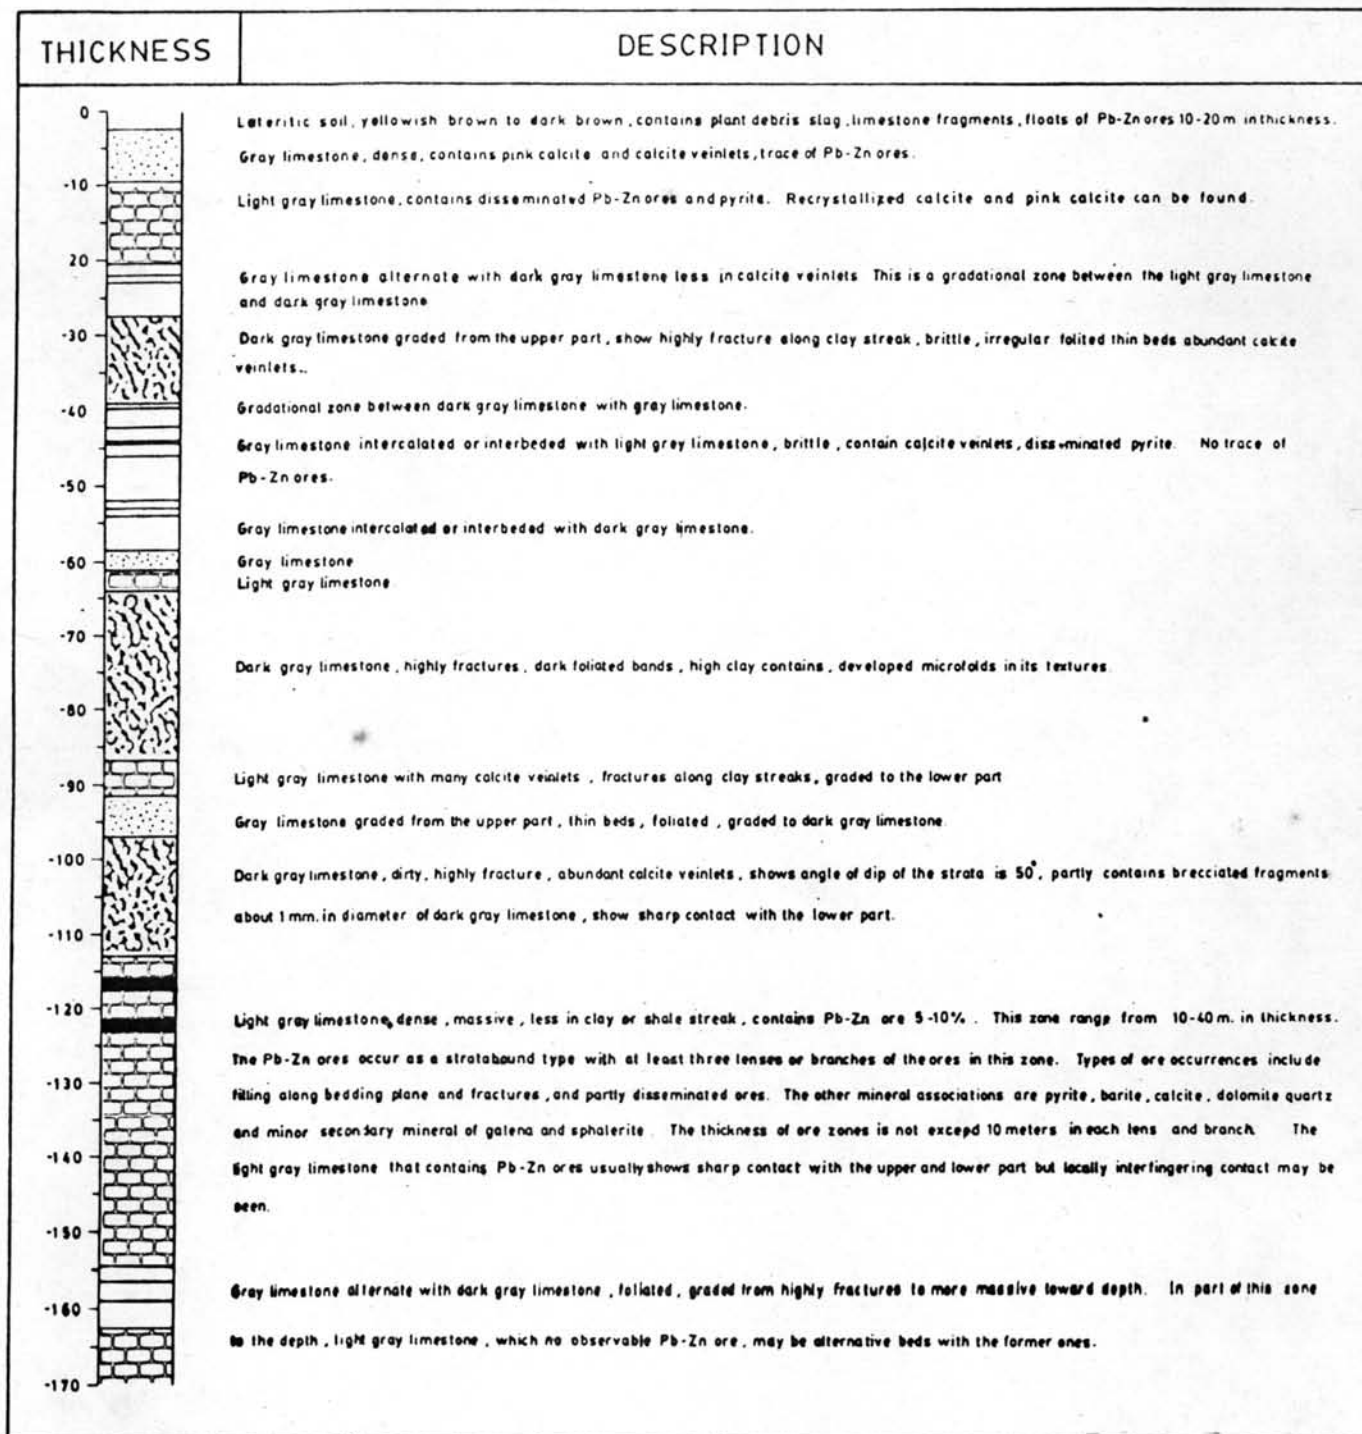 THICKNESS DESCRIPTION
0 Lateritic soil, yellowish brown to dark brown, contains plant debris slag, limestone fragments, floats of Pb-Zn ores 10-20 m in thickness.
Gray limestone, dense, contains pink calcite and calcite veinlets, trace of Pb-Zn ores.
-10 Light gray limestone, contains disseminated Pb-Zn ores and pyrite. Recrystallized calcite and pink calcite can be found.
20
Gray limestone alternate with dark gray limestone less in calcite veinlets This is a gradational zone between the light gray limestone
and dark gray limestone
-30 Dark gray limestone graded from the upper part, show highly fracture along clay streak, brittle, irregular folited thin beds abundant calcite
veinlets..
-40 Gradational zone between dark gray limestone with gray limestone.
Gray limestone intercalated or interbeded with light grey limestone, brittle, contain calcite veinlets, disseminated pyrite. No trace of
-50 Pb-Zn ores.
Gray limestone intercalated or interbeded with dark gray limestone.
-60 Gray limestone
Light gray limestone
-70
Dark gray limestone, highly fractures, dark foliated bands, high clay contains, developed microfolds in its textures.
-80
-90 Light gray limestone with many calcite veinlets, fractures along clay streaks, graded to the lower part
Gray limestone graded from the upper part, thin beds, foliated, graded to dark gray limestone.
-100
Dark gray limestone, dirty, highly fracture, abundant calcite veinlets, shows angle of dip of the strata is 50°, partly contains brecciated fragments
about 1 mm. in diameter of dark gray limestone, show sharp contact with the lower part.
-110
-120 Light gray limestone, dense, massive, less in clay or shale streak, contains Pb-Zn ore 5-10%. This zone range from 10-40 m. in thickness.
The Pb-Zn ores occur as a stratabound type with at least three lenses or branches of the ores in this zone. Types of ore occurrences include
-130 filling along bedding plane and fractures, and partly disseminated ores. The other mineral associations are pyrite, barite, calcite, dolomite quartz
and minor secondary mineral of galena and sphalerite. The thickness of ore zones is not excepd 10 meters in each lens and branch. The
-140 light gray limestone that contains Pb-Zn ores usually shows sharp contact with the upper and lower part but locally interfingering contact may be
seen.
-150
Gray limestone alternate with dark gray limestone, foliated, graded from highly fractures to more massive toward depth. In part of this zone
-160
to the depth, light gray limestone, which no observable Pb-Zn ore, may be alternative beds with the former ones.
-170